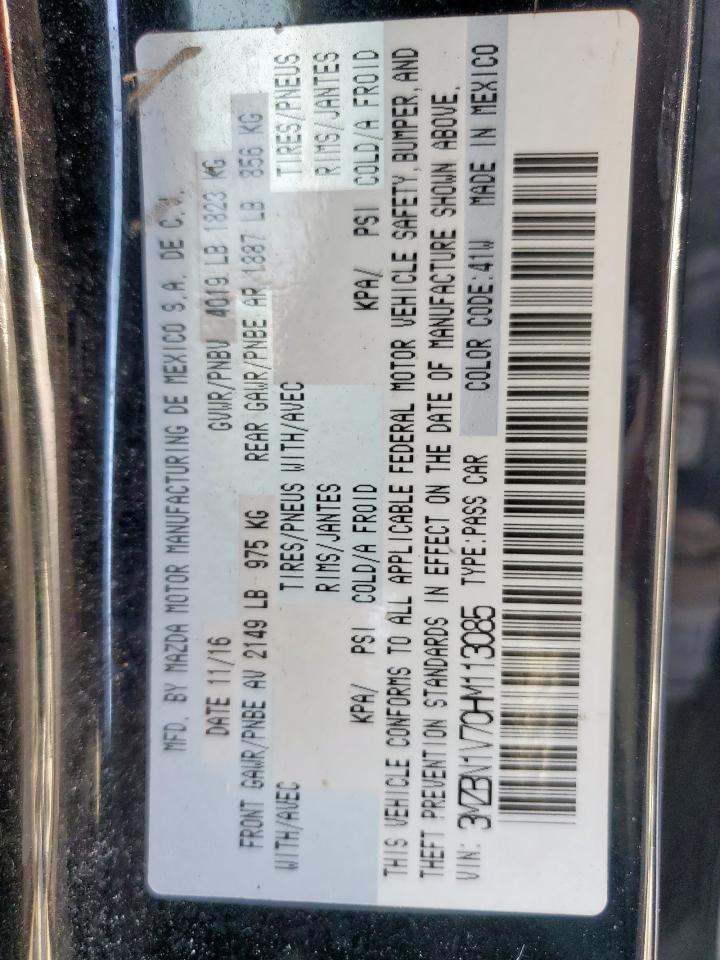 MFD. BY MAZDA MOTOR MANUFACTURING DE MEXICO S.A. DE C.V.
DATE 11/16 GVWR/PNBV 4019 LB 1823 KG
FRONT GAWR/PNBE AV 2149 LB 975 KG REAR GAWR/PNBE AR 1887 LB 856 KG
WITH/AVEC TIRES/PNEUS WITH/AVEC TIRES/PNEUS
RIMS/JANTES RIMS/JANTES
KPA/ PSI COLD/A FROID KPA/ PSI COLD/A FROID
THIS VEHICLE CONFORMS TO ALL APPLICABLE FEDERAL MOTOR VEHICLE SAFETY, BUMPER, AND
THEFT PREVENTION STANDARDS IN EFFECT ON THE DATE OF MANUFACTURE SHOWN ABOVE.
VIN: 3MZBN1V70HM113085 TYPE:PASS CAR COLOR CODE:41W MADE IN MEXICO